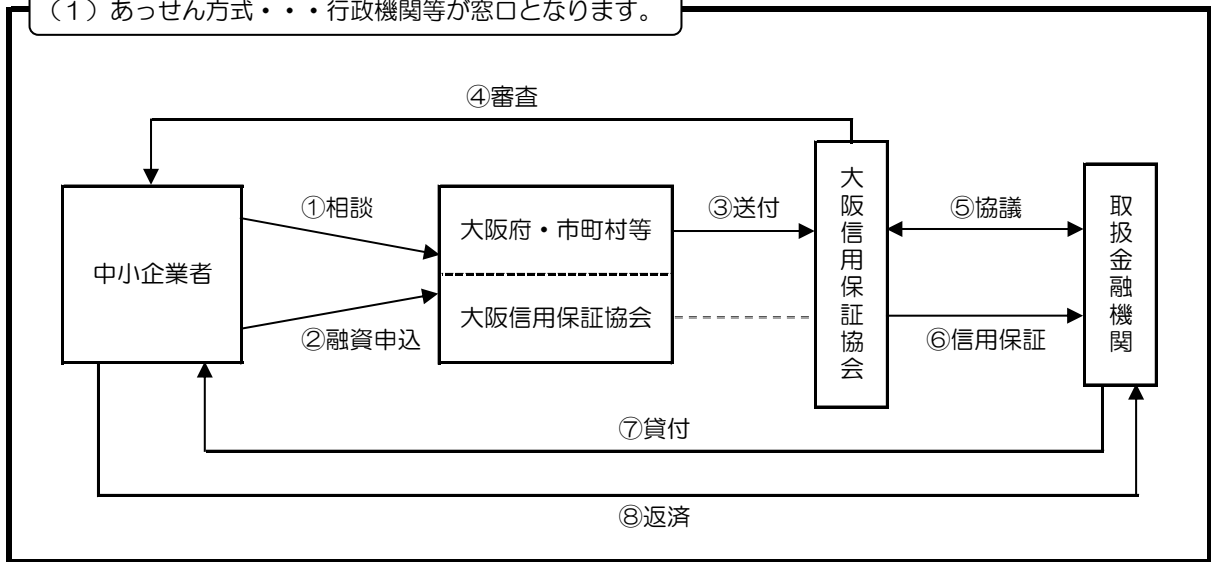 （１）あっせん方式・・・行政機関等が窓口となります。
④審査
中小企業者
①相談
②融資申込
大阪府・市町村等
大阪信用保証協会
③送付
大阪信用保証協会
⑤協議
⑥信用保証
取扱金融機関
⑦貸付
⑧返済